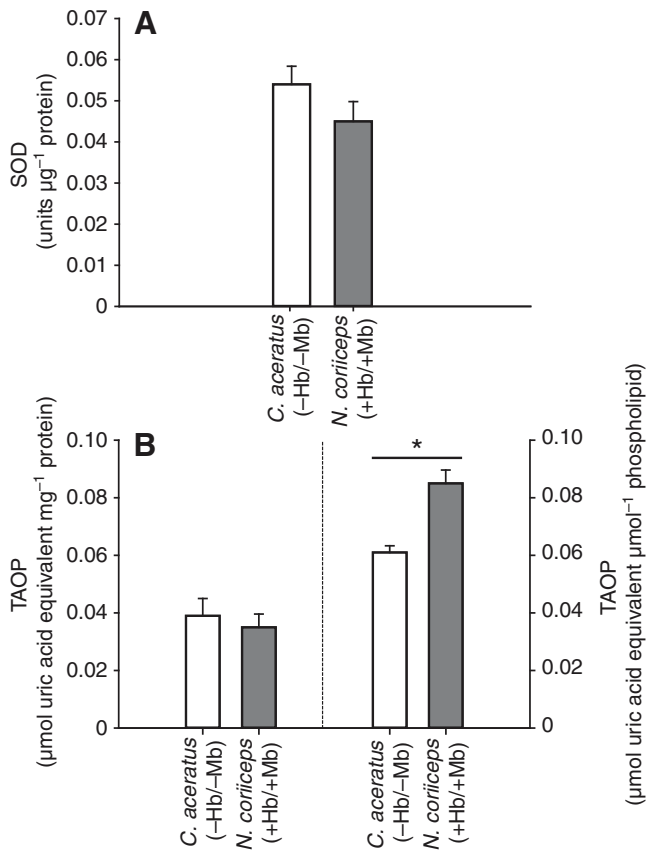 A
0.07
0.06
0.05
0.04
0.03
0.02
0.01
0
SOD
(units µg⁻¹ protein)
C. aceratus
(–Hb/–Mb)
N. coriiceps
(+Hb/+Mb)
B
0.10
0.08
0.06
0.04
0.02
0
TAOP
(µmol uric acid equivalent mg⁻¹ protein)
*
0.10
0.08
0.06
0.04
0.02
0
TAOP
(µmol uric acid equivalent µmol⁻¹ phospholipid)
C. aceratus
(–Hb/–Mb)
N. coriiceps
(+Hb/+Mb)
C. aceratus
(–Hb/–Mb)
N. coriiceps
(+Hb/+Mb)